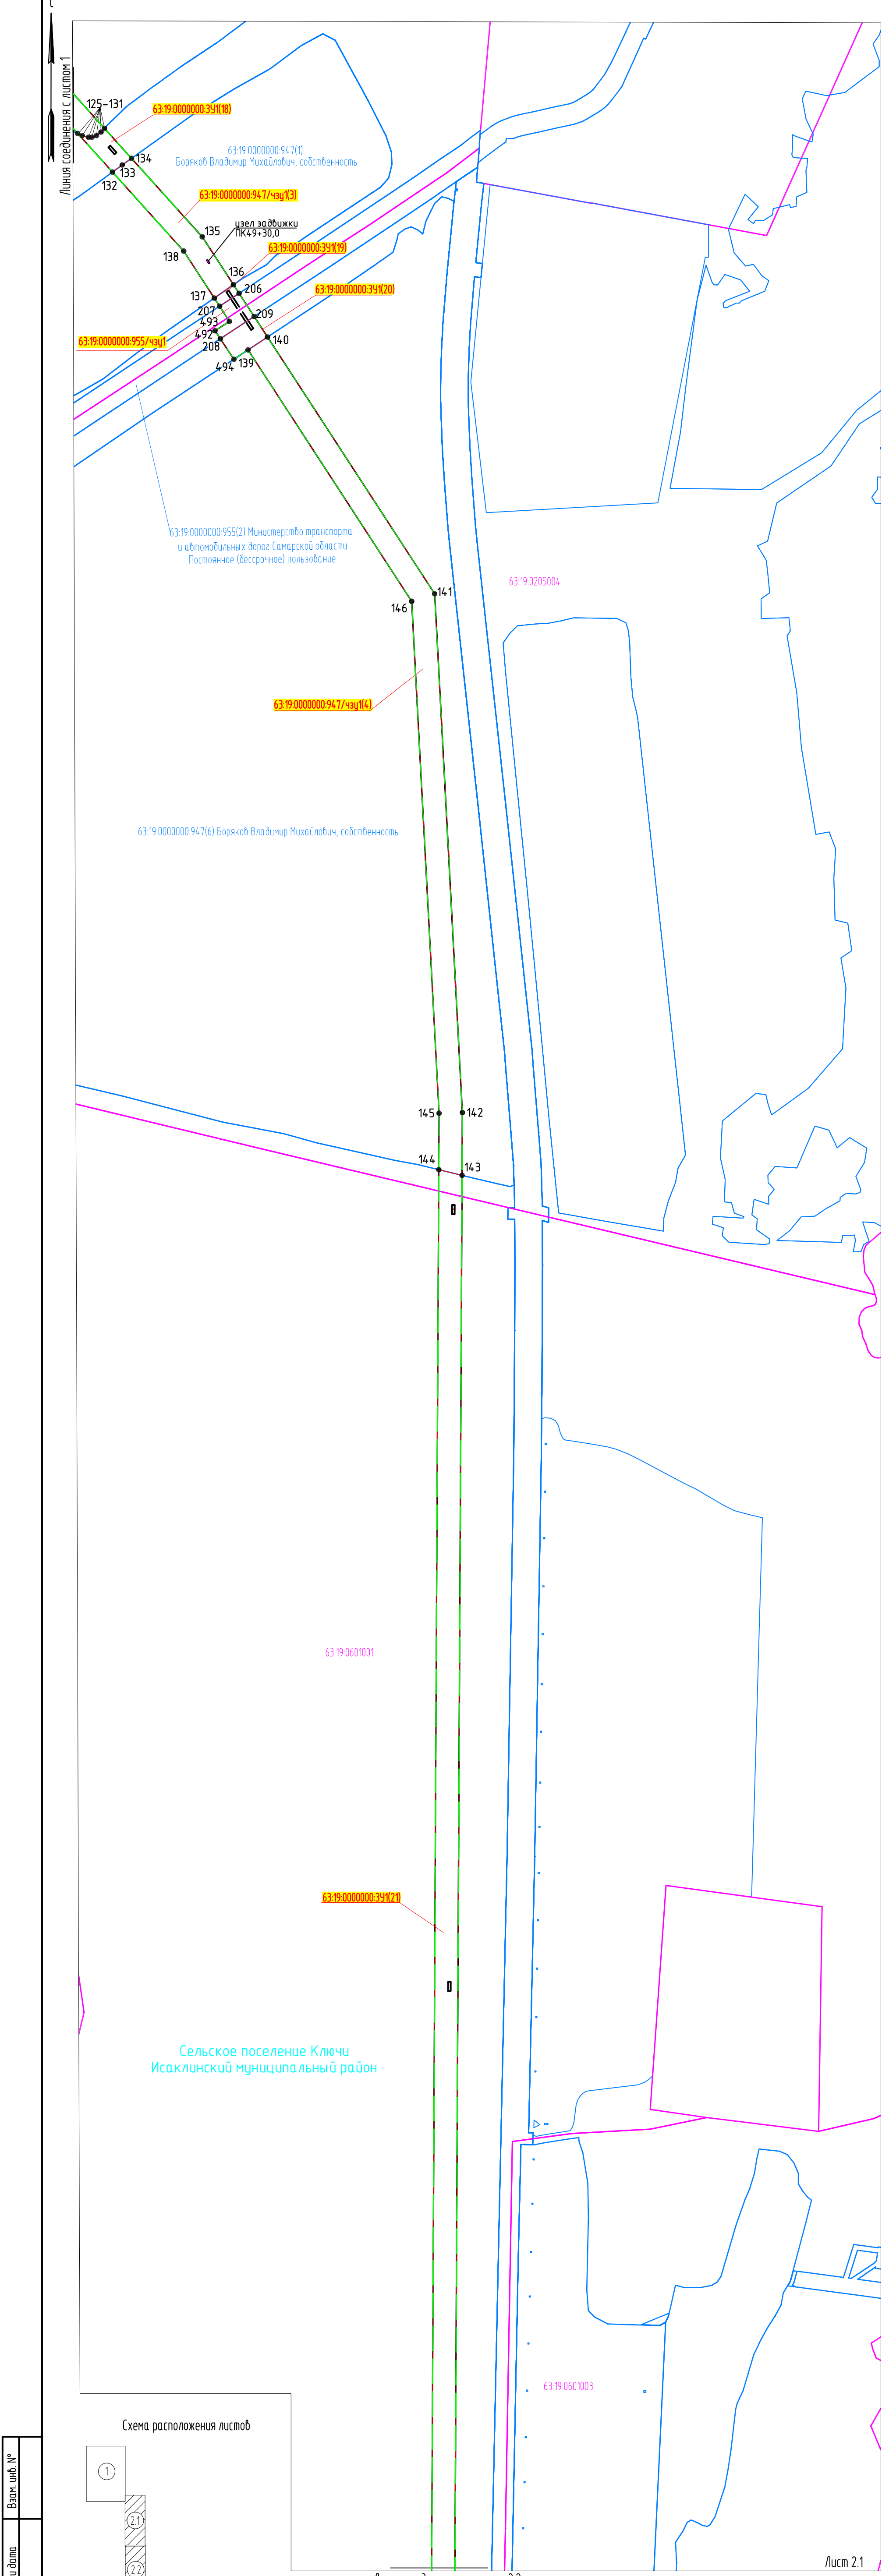 С
Линия соединения с листом 1
125-131
63:19:0000000:ЗУ1(18)
63:19:0000000:947(1)
Боряков Владимир Михайлович, собственность
134
133
132
63:19:0000000:947/чзу1(3)
узел задвижки
ПК49+30,0
135
138
63:19:0000000:ЗУ1(19)
136
206
63:19:0000000:ЗУ1(20)
137
207
209
493
492
208
140
63:19:0000000:955/чзу1
139
494
63:19:0000000:955(2) Министерство транспорта
и автомобильных дорог Самарской области
Постоянное (бессрочное) пользование
63:19:0205004
141
146
63:19:0000000:947/чзу1(4)
63:19:0000000:947(6) Боряков Владимир Михайлович, собственность
145
142
144
143
63:19:0601001
63:19:0000000:ЗУ1(21)
Сельское поселение Ключи
Исаклинский муниципальный район
63:19:0601003
Схема расположения листов
1
2.1
2.2
Взам. инв. №
и дата
Лист 2.1